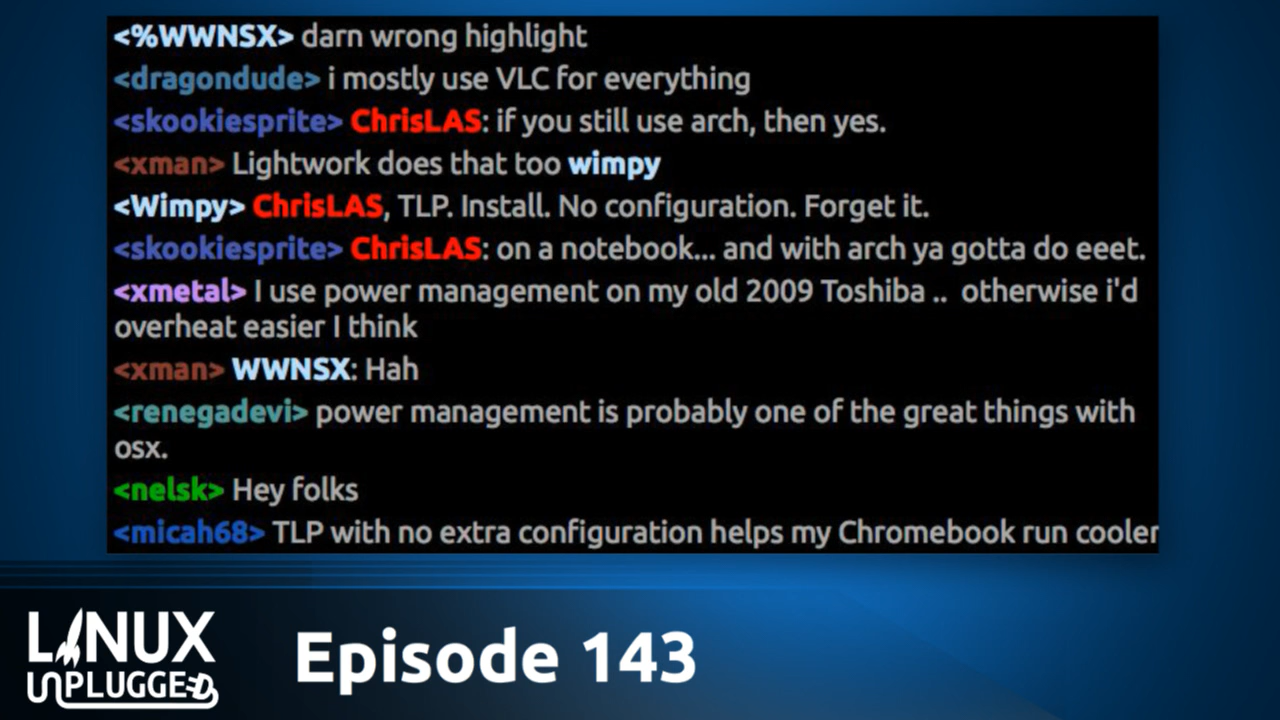 <%WWNSX> darn wrong highlight
<dragondude> i mostly use VLC for everything
<skookiesprite> ChrisLAS: if you still use arch, then yes.
<xman> Lightwork does that too wimpy
<Wimpy> ChrisLAS, TLP. Install. No configuration. Forget it.
<skookiesprite> ChrisLAS: on a notebook... and with arch ya gotta do eeet.
<xmetal> I use power management on my old 2009 Toshiba ..  otherwise i'd
overheat easier I think
<xman> WWNSX: Hah
<renegadevi> power management is probably one of the great things with
osx.
<nelsk> Hey folks
<micah68> TLP with no extra configuration helps my Chromebook run cooler
LINUX
UNPLUGGED
Episode 143